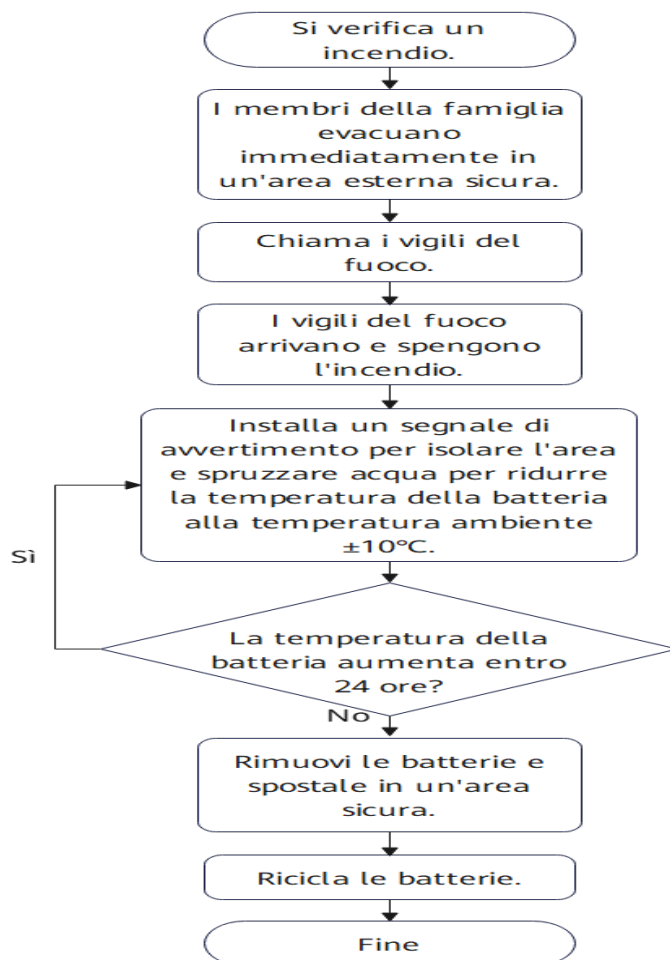 Si verifica un
incendio.
I membri della famiglia
evacuano
immediatamente in
un'area esterna sicura.
Chiama i vigili del
fuoco.
I vigili del fuoco
arrivano e spengono
l'incendio.
Installa un segnale di
avvertimento per isolare l'area
e spruzzare acqua per ridurre
la temperatura della batteria
alla temperatura ambiente
±10°C.
Sì
La temperatura della
batteria aumenta entro
24 ore?
No
Rimuovi le batterie e
spostale in un'area
sicura.
Ricicla le batterie.
Fine